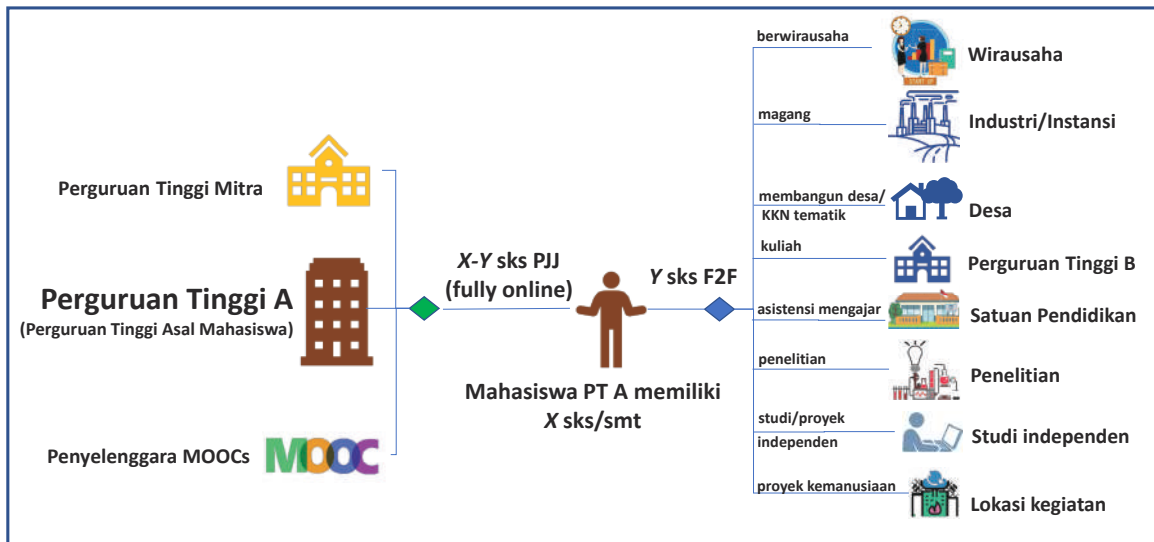 Perguruan Tinggi Mitra
Perguruan Tinggi A
(Perguruan Tinggi Asal Mahasiswa)
Penyelenggara MOOCs
MOOC
X-Y sks PJJ
(fully online)
Mahasiswa PT A memiliki
X sks/smt
Y sks F2F
berwirausaha
START UP
Wirausaha
magang
Industri/Instansi
membangun desa/
KKN tematik
Desa
kuliah
Perguruan Tinggi B
asistensi mengajar
Satuan Pendidikan
penelitian
Penelitian
studi/proyek
independen
Studi independen
proyek kemanusiaan
Lokasi kegiatan